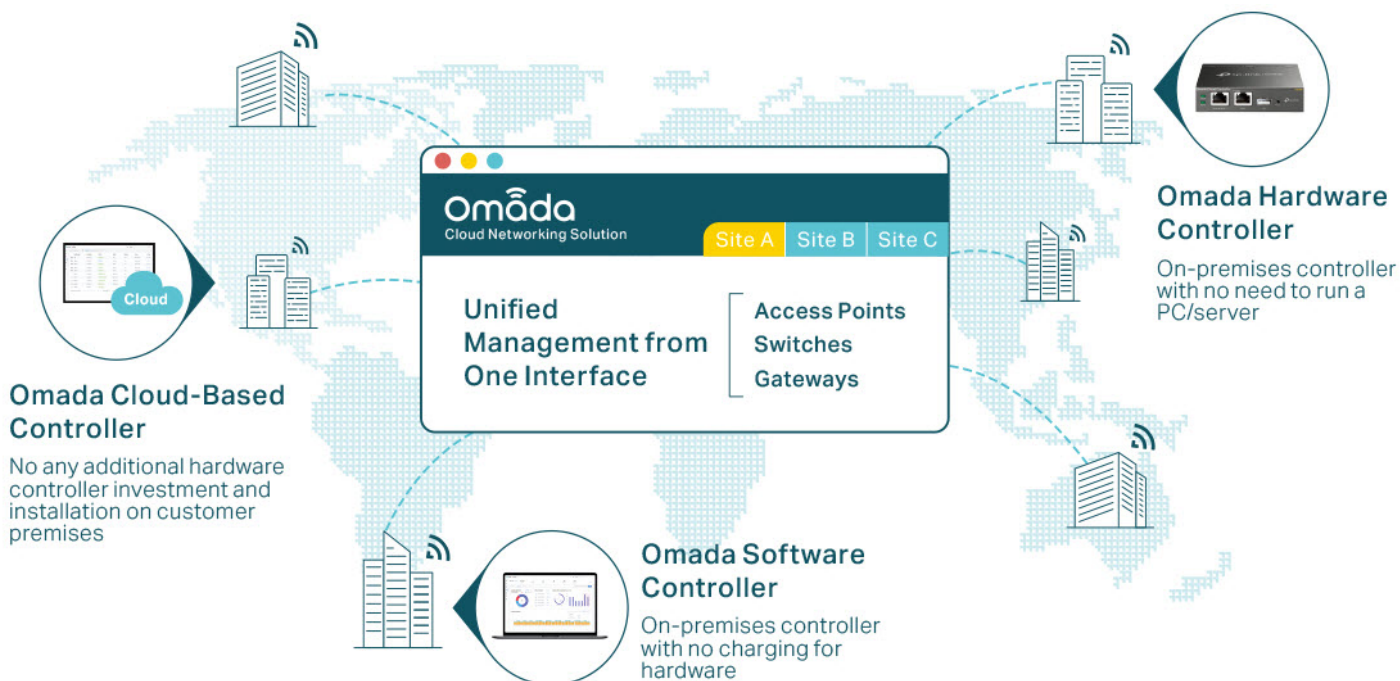 Omada
Cloud Networking Solution
Site A
Site B
Site C
Unified
Management from
One Interface
Access Points
Switches
Gateways
Omada Hardware
Controller
On-premises controller
with no need to run a
PC/server
Cloud
Omada Cloud-Based
Controller
No any additional hardware
controller investment and
installation on customer
premises
Omada Software
Controller
On-premises controller
with no charging for
hardware